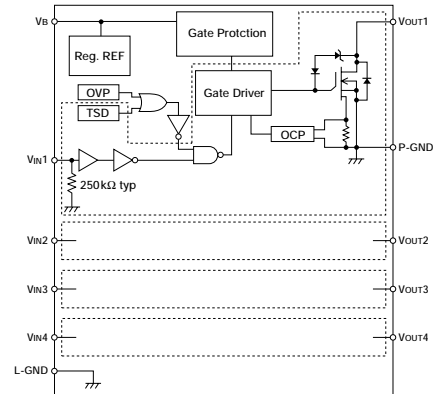 VB
Gate Protction
VOUT1
Reg. REF
OVP
TSD
Gate Driver
OCP
P-GND
VIN1
250kΩ typ
VIN2
VOUT2
VIN3
VOUT3
VIN4
VOUT4
L-GND